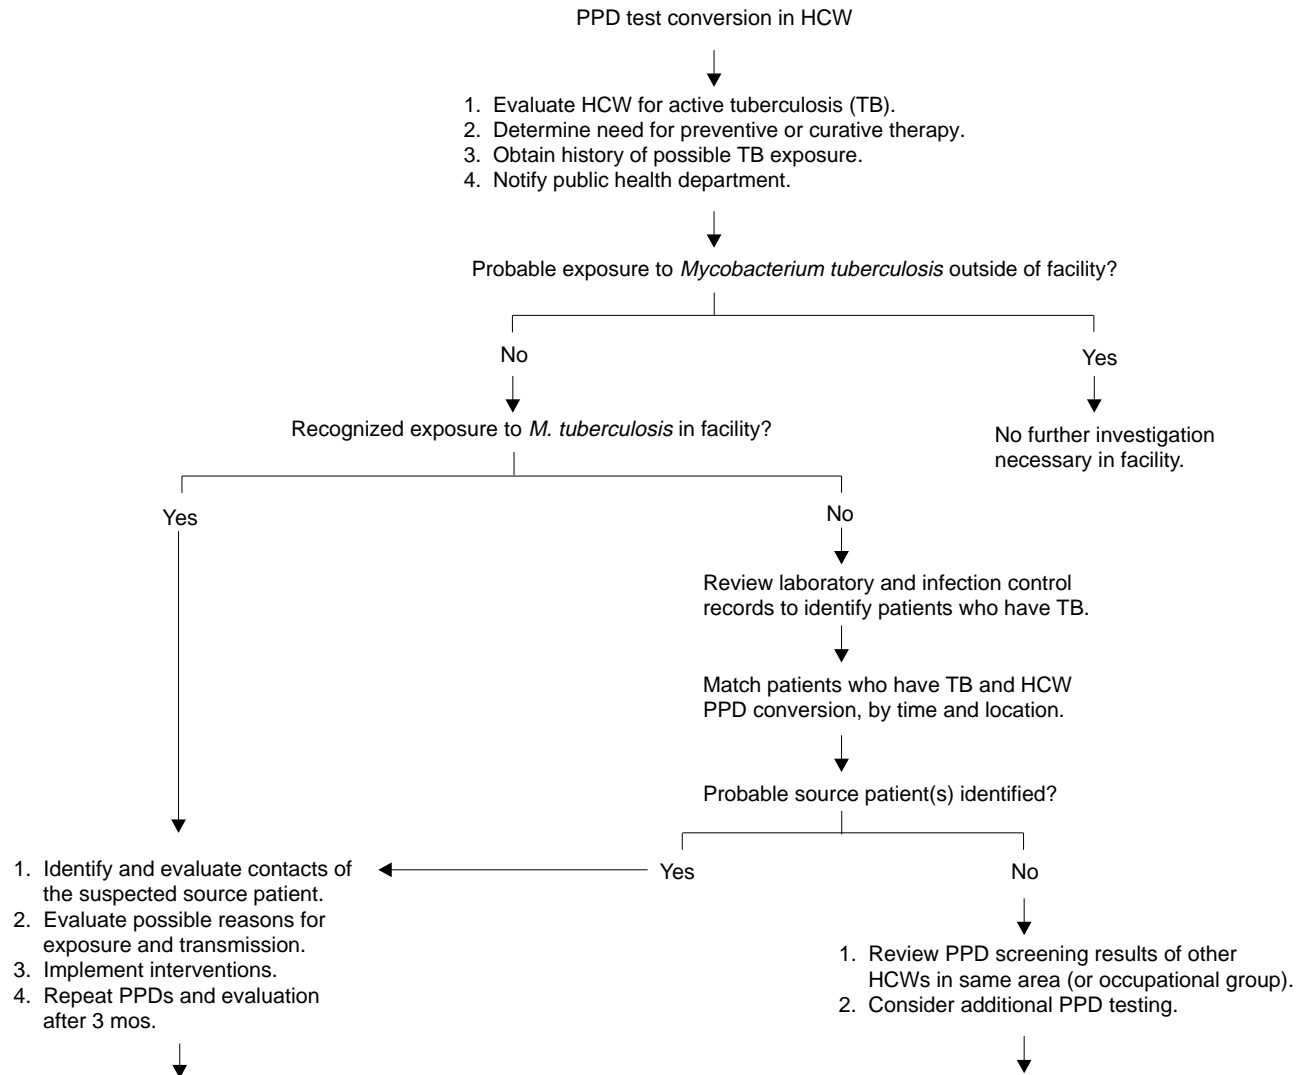 PPD test conversion in HCW
1. Evaluate HCW for active tuberculosis (TB).
2. Determine need for preventive or curative therapy.
3. Obtain history of possible TB exposure.
4. Notify public health department.
Probable exposure to Mycobacterium tuberculosis outside of facility?
No
Yes
Recognized exposure to M. tuberculosis in facility?
No further investigation
necessary in facility.
Yes
No
Review laboratory and infection control
records to identify patients who have TB.
Match patients who have TB and HCW
PPD conversion, by time and location.
Probable source patient(s) identified?
Yes
No
1. Identify and evaluate contacts of
the suspected source patient.
2. Evaluate possible reasons for
exposure and transmission.
3. Implement interventions.
4. Repeat PPDs and evaluation
after 3 mos.
1. Review PPD screening results of other
HCWs in same area (or occupational group).
2. Consider additional PPD testing.